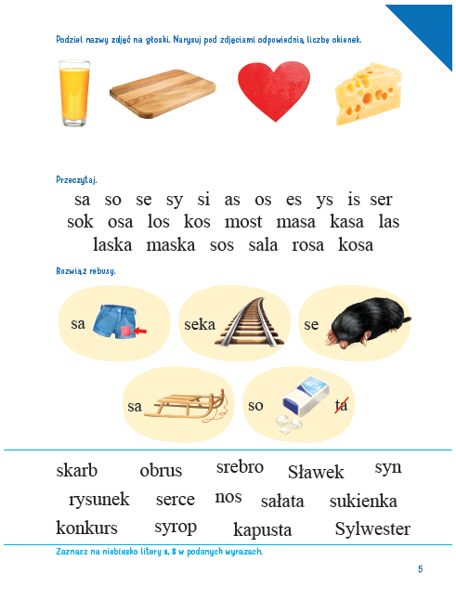 Podziel nazwy zdjęć na głoski. Narysuj pod zdjęciami odpowiednią liczbę okienek.
Przeczytaj.
sa so se sy si as os es ys is ser
sok osa los kos most masa kasa las
laska maska sos sala rosa kosa
Rozwiąż rebusy.
sa seka se
sa so ta
skarb obrus srebro Sławek syn
rysunek serce nos sałata sukienka
konkurs syrop kapusta Sylwester
Zaznacz na niebiesko litery s, S w podanych wyrazach.
5